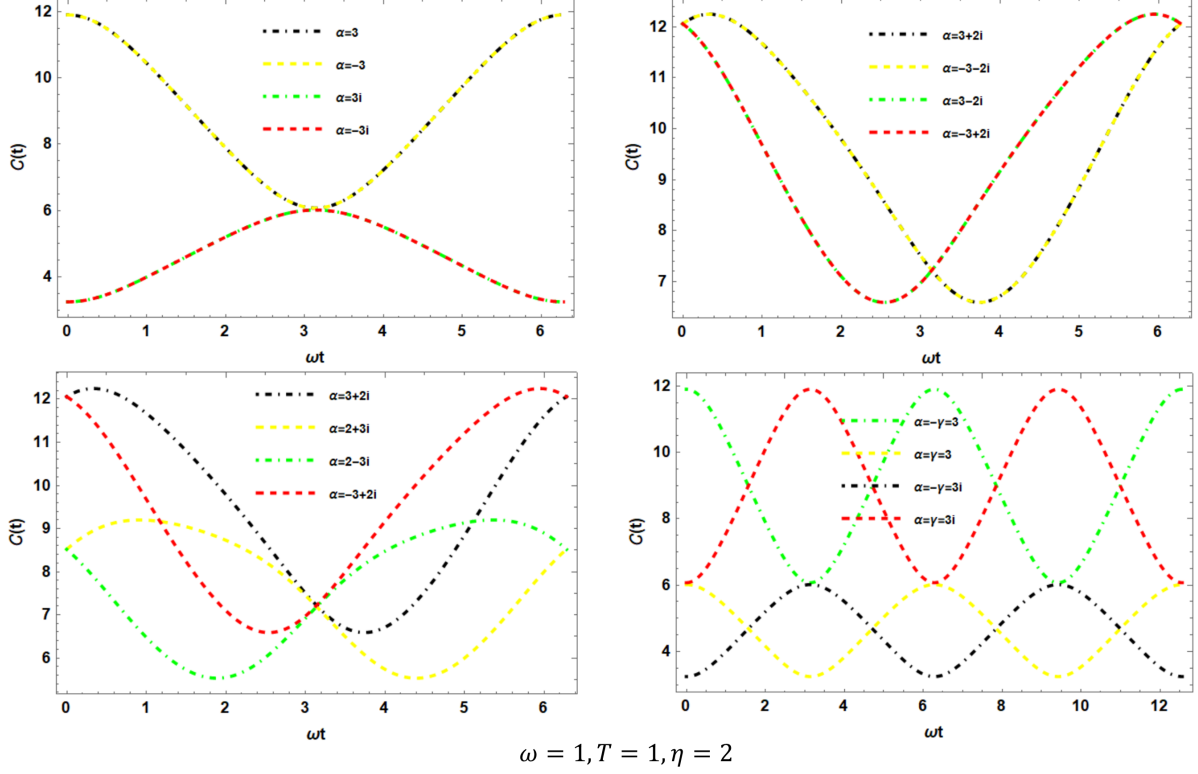 12
10
8
6
4
C(t)
α=3
α=−3
α=3i
α=−3i
0 1 2 3 4 5 6
ωt
12
11
10
9
8
7
C(t)
α=3+2i
α=−3−2i
α=3−2i
α=−3+2i
0 1 2 3 4 5 6
ωt
12
11
10
9
8
7
6
C(t)
α=3+2i
α=2+3i
α=2−3i
α=−3+2i
0 1 2 3 4 5 6
ωt
12
10
8
6
4
C(t)
α=−γ=3
α=γ=3
α=−γ=3i
α=γ=3i
0 2 4 6 8 10 12
ωt
ω = 1, T = 1, η = 2